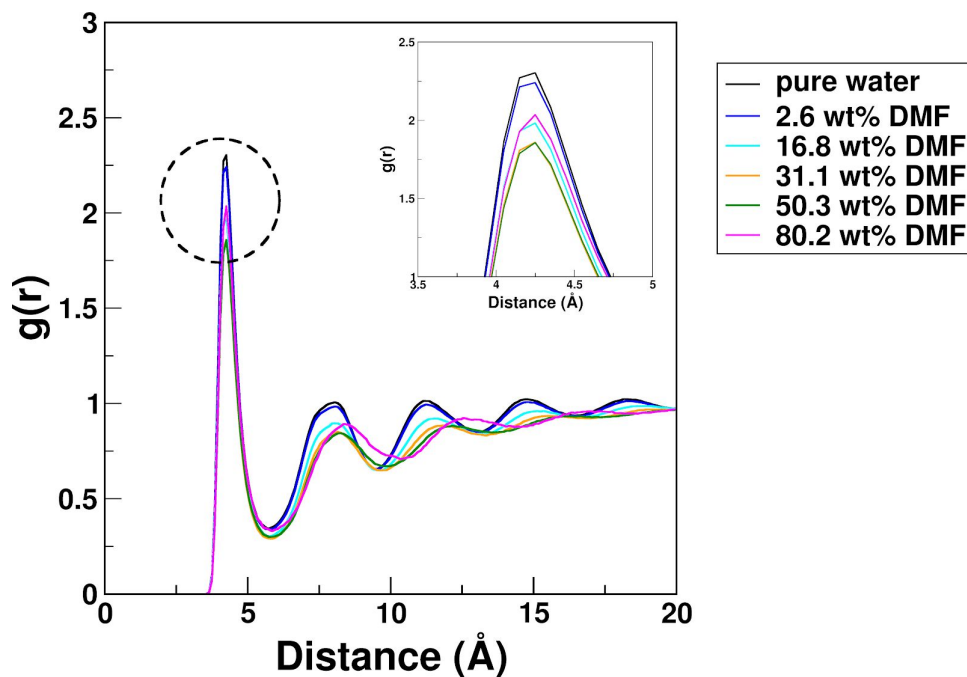 3
2.5
2
1.5
1
0.5
0
0
5
10
15
20
g(r)
Distance (Å)
2.5
2
1.5
1
3.5
4
4.5
5
g(r)
Distance (Å)
pure water
2.6 wt% DMF
16.8 wt% DMF
31.1 wt% DMF
50.3 wt% DMF
80.2 wt% DMF